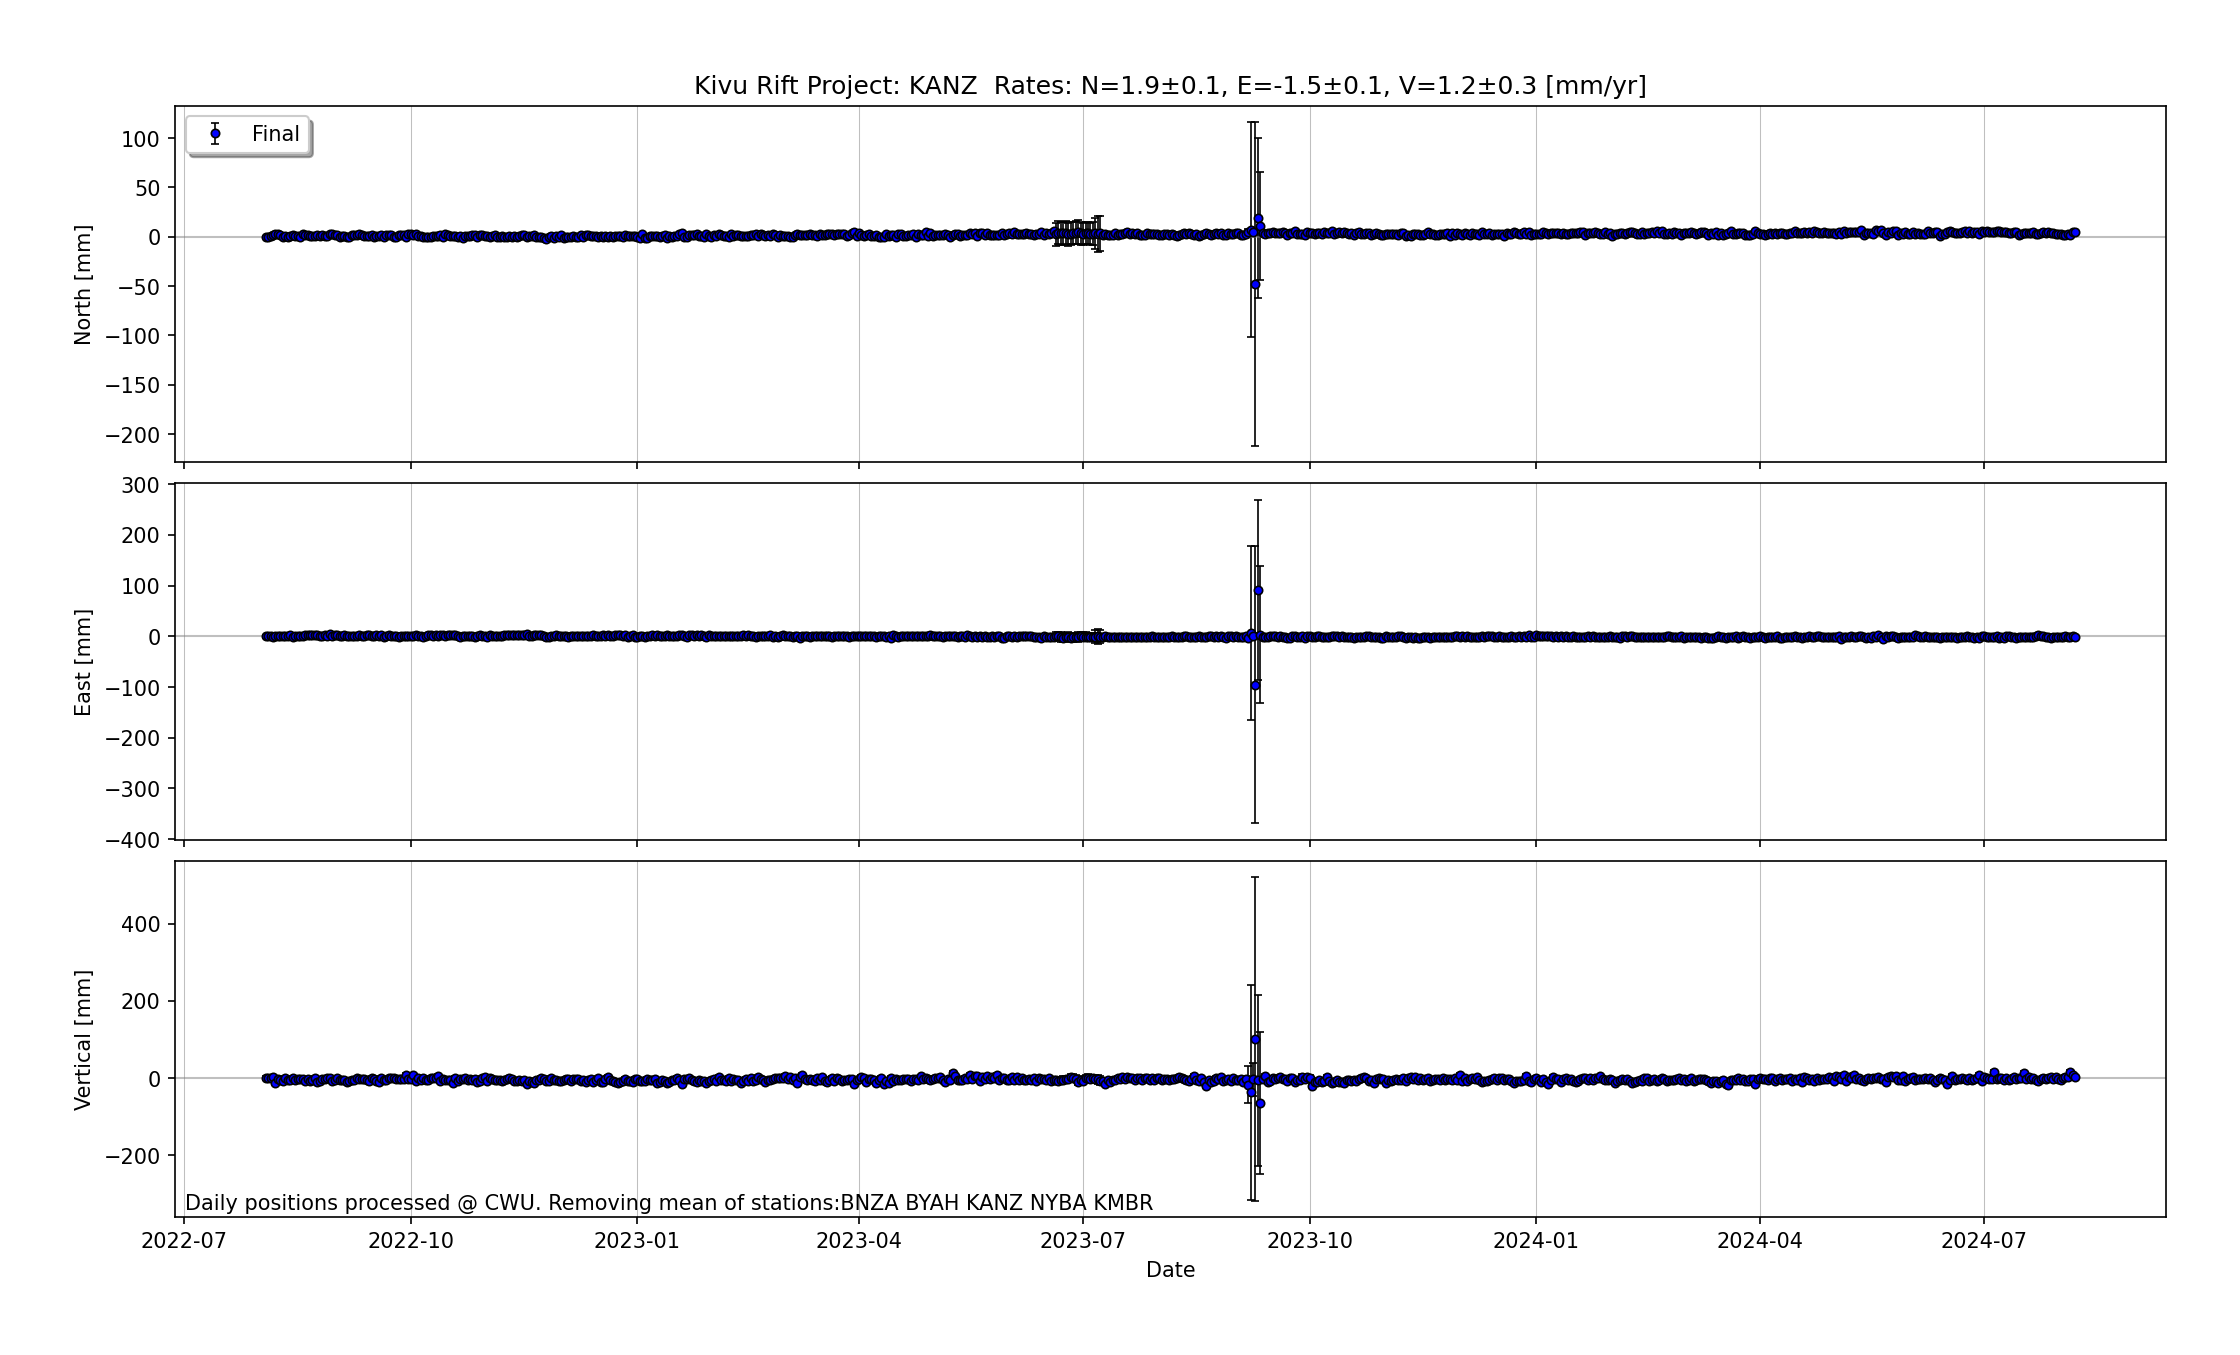 Kivu Rift Project: KANZ  Rates: N=1.9±0.1, E=-1.5±0.1, V=1.2±0.3 [mm/yr]
Final
North [mm]
100
50
0
−50
−100
−150
−200
East [mm]
300
200
100
0
−100
−200
−300
−400
Vertical [mm]
400
200
0
−200
Daily positions processed @ CWU. Removing mean of stations:BNZA BYAH KANZ NYBA KMBR
2022-07 2022-10 2023-01 2023-04 2023-07 2023-10 2024-01 2024-04 2024-07
Date